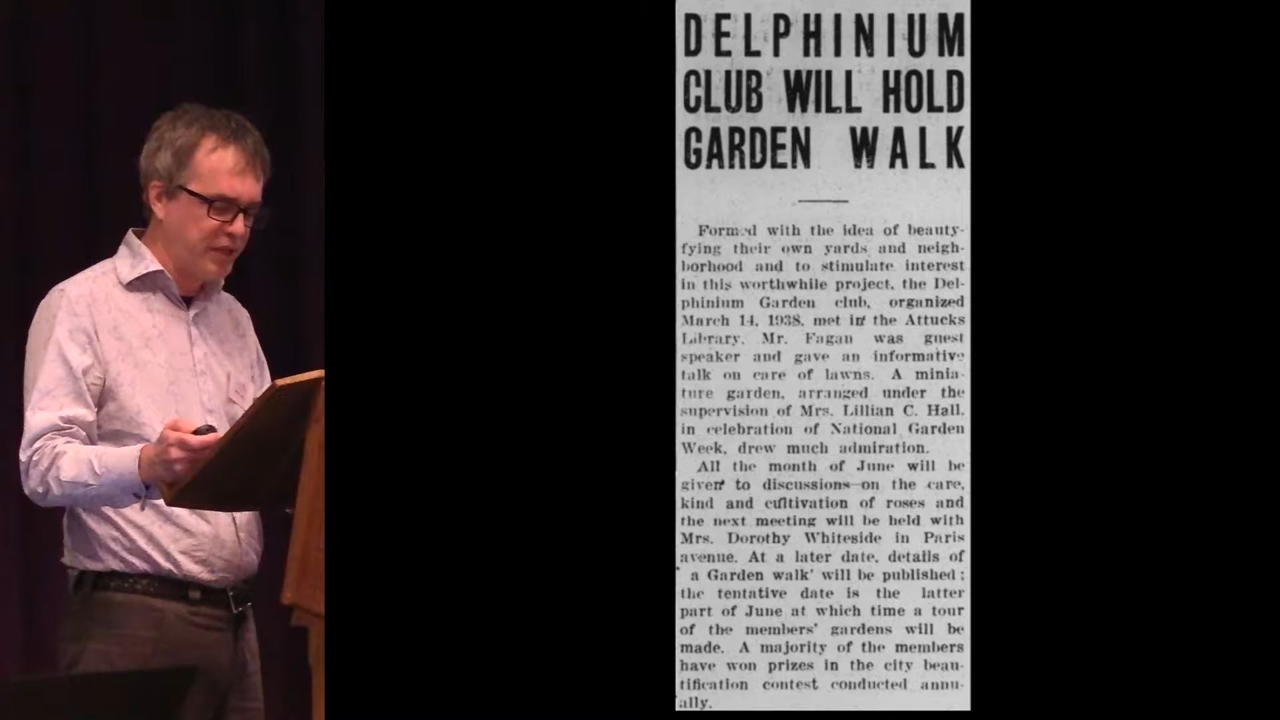 DELPHINIUM
CLUB WILL HOLD
GARDEN WALK
Formed with the idea of beauty-
fying their own yards and neigh-
borhood and to stimulate interest
in this worthwhile project, the Del-
phinium Garden club, organized
March 14, 1938, met in the Attucks
Library. Mr. Fagan was guest
speaker and gave an informative
talk on care of lawns. A minia-
ture garden, arranged under the
supervision of Mrs. Lillian C. Hall,
in celebration of National Garden
Week, drew much admiration.
All the month of June will be
given to discussions on the care,
kind and cultivation of roses and
the next meeting will be held with
Mrs. Dorothy Whiteside in Paris
avenue. At a later date, details of
'a Garden walk' will be published;
the tentative date is the latter
part of June at which time a tour
of the members' gardens will be
made. A majority of the members
have won prizes in the city beau-
tification contest conducted annu-
ally.